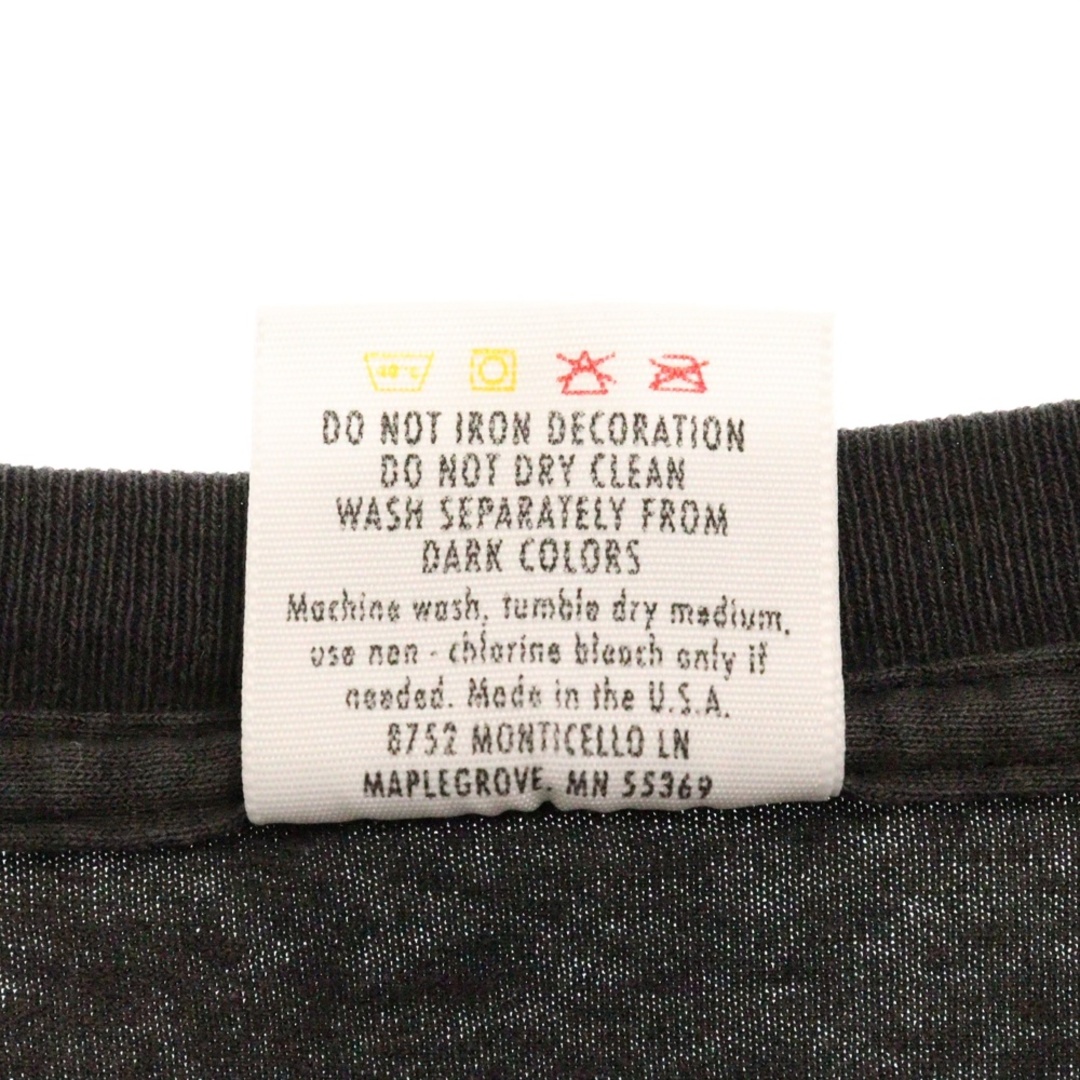 40°C
DO NOT IRON DECORATION
DO NOT DRY CLEAN
WASH SEPARATELY FROM
DARK COLORS
Machine wash, tumble dry medium,
use non - chlorine bleach only if
needed. Made in the U.S.A.
8752 MONTICELLO LN
MAPLEGROVE, MN 55369